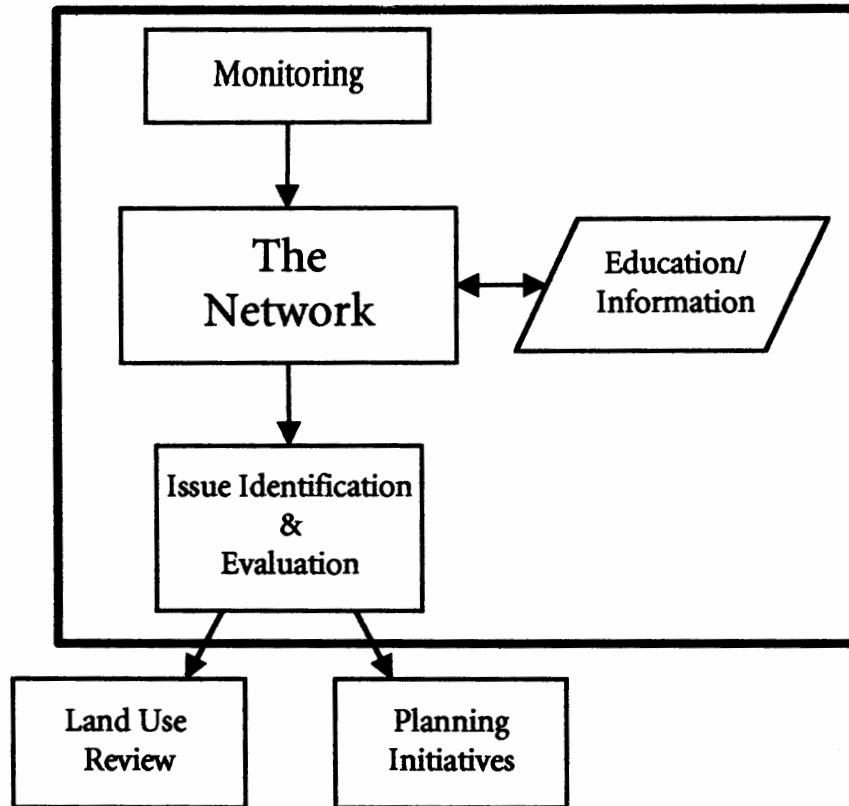 Monitoring
The
Network
Education/
Information
Issue Identification
&
Evaluation
Land Use
Review
Planning
Initiatives